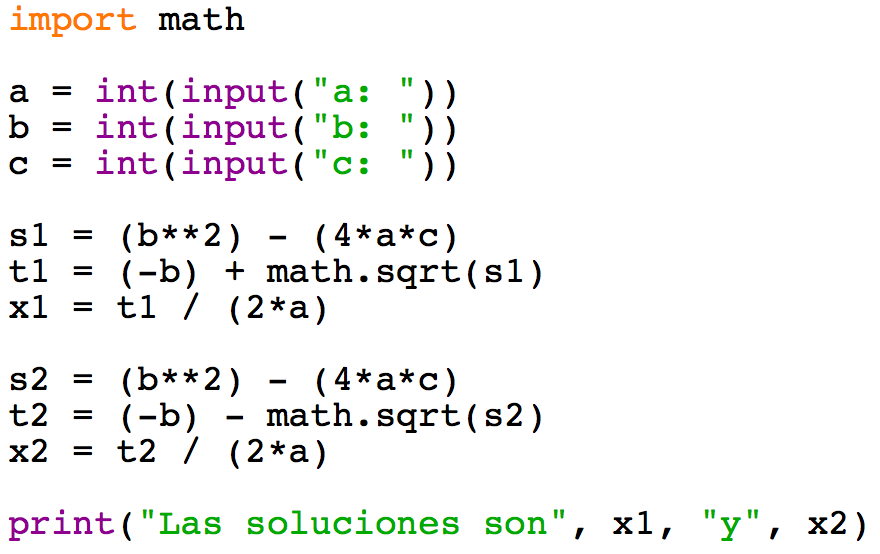 import math
a = int(input("a: "))
b = int(input("b: "))
c = int(input("c: "))
s1 = (b**2) - (4*a*c)
t1 = (-b) + math.sqrt(s1)
x1 = t1 / (2*a)
s2 = (b**2) - (4*a*c)
t2 = (-b) - math.sqrt(s2)
x2 = t2 / (2*a)
print("Las soluciones son", x1, "y", x2)